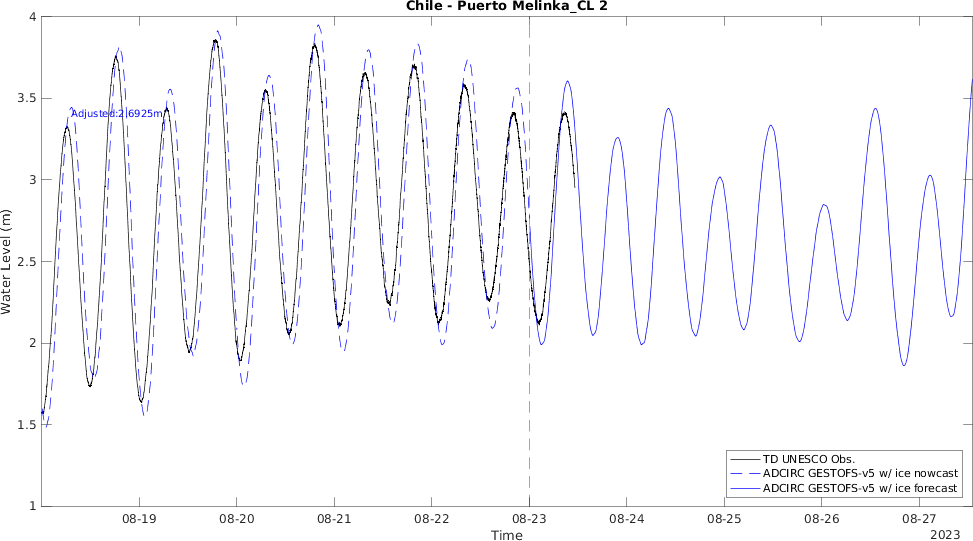 Chile - Puerto Melinka_CL 2
4
3.5
3
2.5
2
1.5
1
Water Level (m)
Adjusted:2.6925m
TD UNESCO Obs.
ADCIRC GESTOFS-v5 w/ ice nowcast
ADCIRC GESTOFS-v5 w/ ice forecast
08-19
08-20
08-21
08-22
08-23
08-24
08-25
08-26
08-27
Time
2023